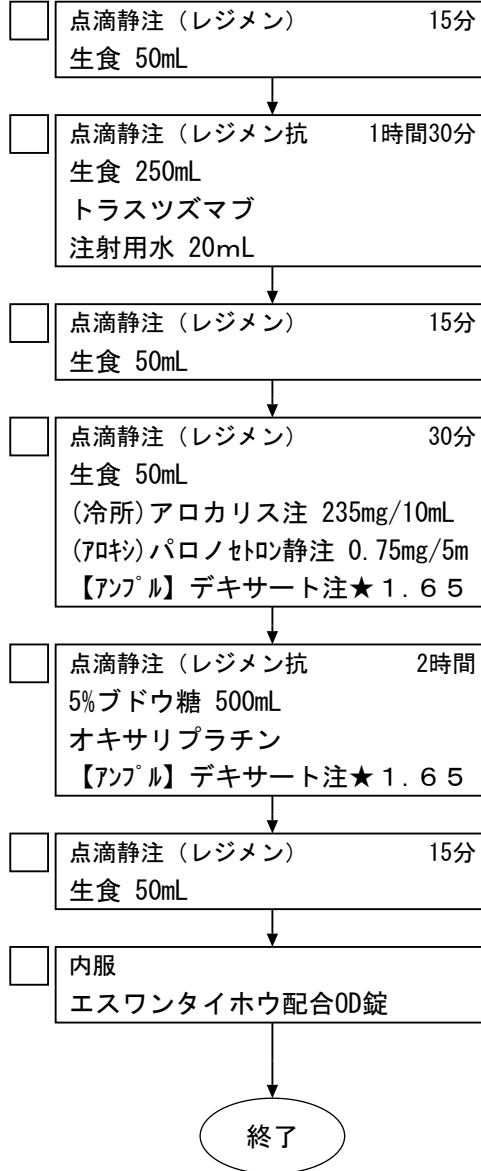 点滴静注（レジメン） 15分
生食 50mL
点滴静注（レジメン抗 1時間30分
生食 250mL
トラスツズマブ
注射用水 20ｍL
点滴静注（レジメン） 15分
生食 50mL
点滴静注（レジメン） 30分
生食 50mL
(冷所)アロカリス注 235mg/10mL
(ｱﾛｷｼ)パロノｾﾄロン静注 0.75mg/5m
【ｱﾝﾌﾟﾙ】デキサート注★１.６５
点滴静注（レジメン抗 2時間
5%ブドウ糖 500mL
オキサリプラチン
【ｱﾝﾌﾟﾙ】デキサート注★１.６５
点滴静注（レジメン） 15分
生食 50mL
内服
エスワンタイホウ配合OD錠
終了